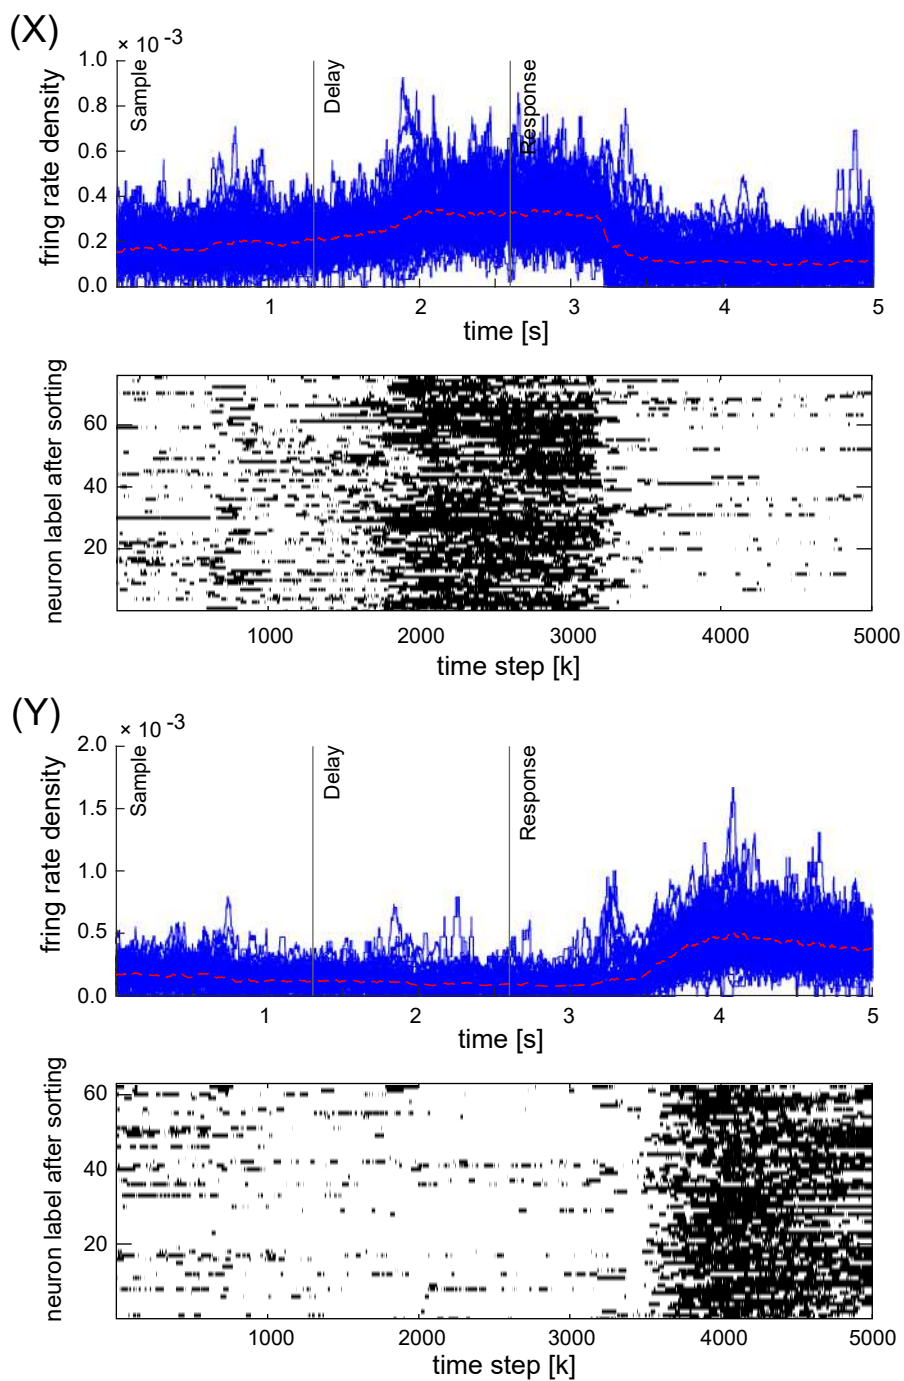 (X)
× 10 -3
fring rate density
1.0
0.8
0.6
0.4
0.2
0.0
Sample
Delay
Response
1 2 3 4 5
time [s]
neuron label after sorting
60
40
20
1000 2000 3000 4000 5000
time step [k]
(Y)
× 10 -3
fring rate density
2.0
1.5
1.0
0.5
0.0
Sample
Delay
Response
1 2 3 4 5
time [s]
neuron label after sorting
60
40
20
1000 2000 3000 4000 5000
time step [k]